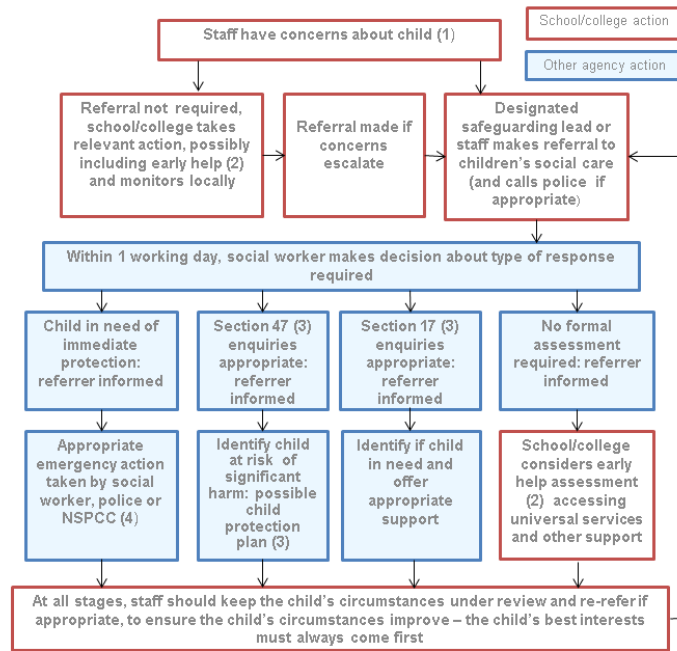 School/college action
Staff have concerns about child (1)
Other agency action
Referral not required,
school/college takes
relevant action, possibly
including early help (2)
and monitors locally
Referral made if
concerns
escalate
Designated
safeguarding lead or
staff makes referral to
children's social care
(and calls police if
appropriate)
Within 1 working day, social worker makes decision about type of response
required
Child in need of
immediate
protection:
referrer informed
Section 47 (3)
enquiries
appropriate:
referrer
informed
Section 17 (3)
enquiries
appropriate:
referrer
informed
No formal
assessment
required: referrer
informed
Appropriate
emergency action
taken by social
worker, police or
NSPCC (4)
Identify child
at risk of
significant
harm: possible
child
protection
plan (3)
Identify if child
in need and
offer
appropriate
support
School/college
considers early
help assessment
(2) accessing
universal services
and other support
At all stages, staff should keep the child's circumstances under review and re-refer if
appropriate, to ensure the child's circumstances improve – the child's best interests
must always come first